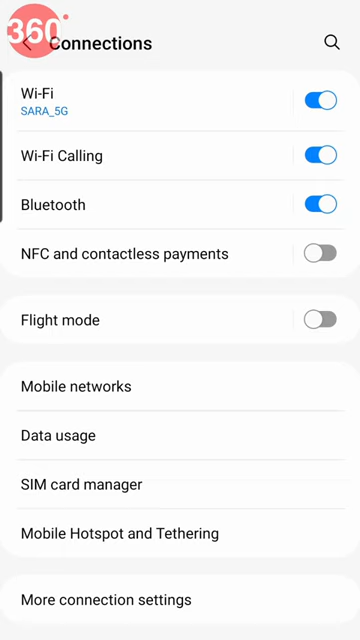 360°
Connections
Wi-Fi
SARA_5G
Wi-Fi Calling
Bluetooth
NFC and contactless payments
Flight mode
Mobile networks
Data usage
SIM card manager
Mobile Hotspot and Tethering
More connection settings